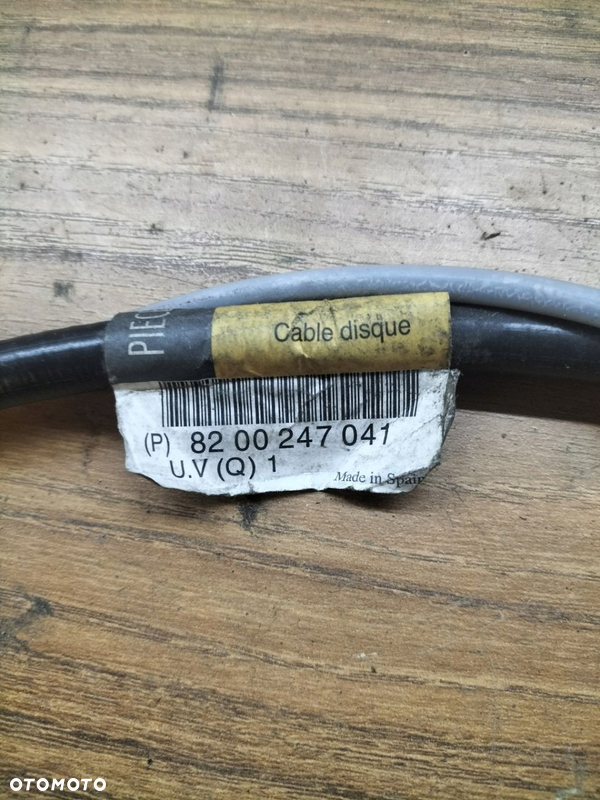 PIEC
Cable disque
(P) 82 00 247 041
U.V (Q) 1
Made in Spain
OTOMOTO